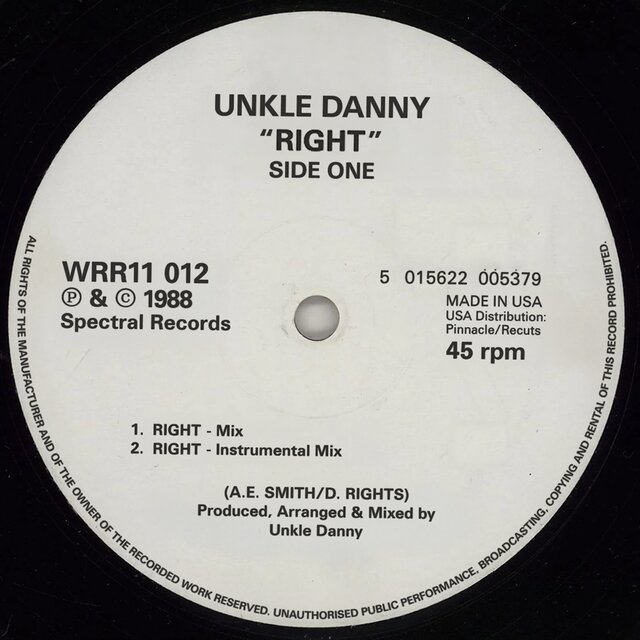 UNKLE DANNY
"RIGHT"
SIDE ONE
WRR11 012
Ⓟ & © 1988
Spectral Records
5 015622 005379
MADE IN USA
USA Distribution:
Pinnacle/Recuts
45 rpm
1. RIGHT - Mix
2. RIGHT - Instrumental Mix
(A.E. SMITH/D. RIGHTS)
Produced, Arranged & Mixed by
Unkle Danny
ALL RIGHTS OF THE MANUFACTURER AND OF THE OWNER OF THE RECORDED WORK RESERVED. UNAUTHORISED PUBLIC PERFORMANCE, BROADCASTING, COPYING AND RENTAL OF THIS RECORD PROHIBITED.